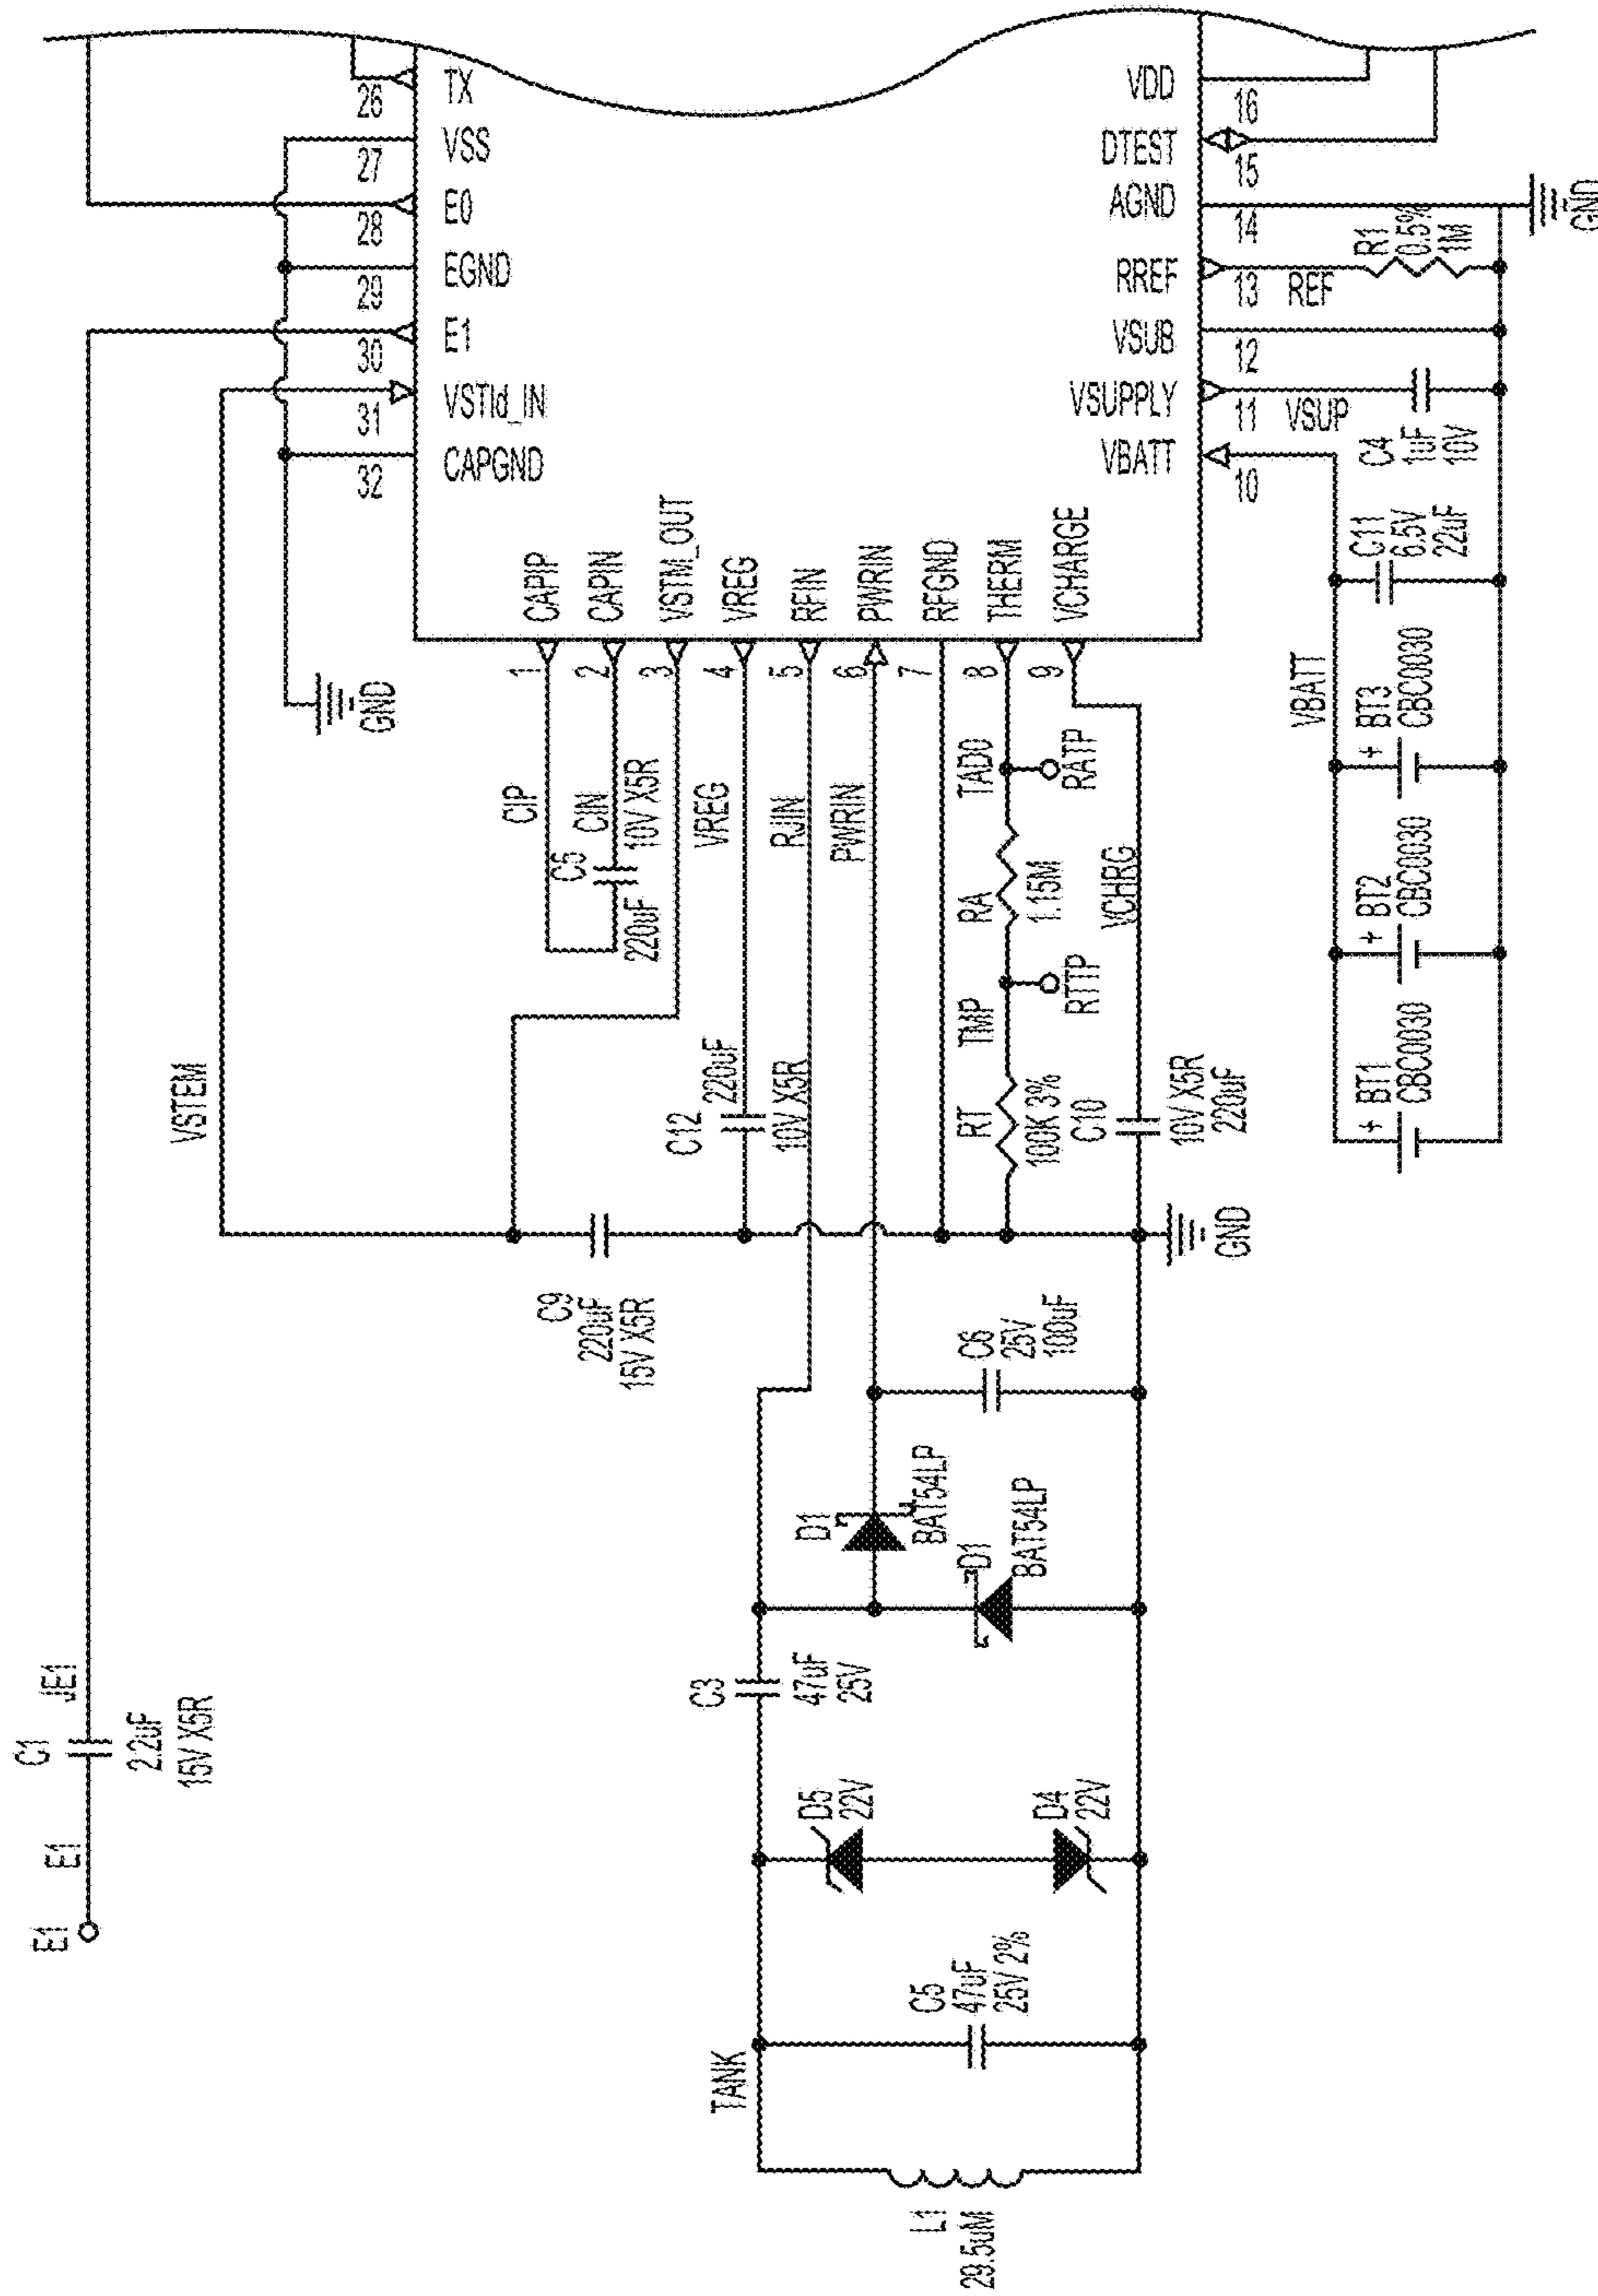 E1
E1
C1
JE1
2.2uF
15V X5R
VSTEM
TX
26
VSS
27
E0
28
EGND
29
E1
30
VSTId_IN
31
CAPGND
32
GND
CAPIP
1
CAPIN
2
VSTM_OUT
3
VREG
4
RFIN
5
PWRIN
6
RFGND
7
THERM
8
VCHARGE
9
VBATT
10
VSUPPLY
11
VSUB
12
RREF
13
AGND
14
DTEST
15
VDD
16
CIP
CIN
C5
10V X5R
220uF
VREG
C12
220uF
10V X5R
RJIN
PWRIN
TAD0
RATP
RA
1.15M
TMP
RTTP
RT
100K 3%
VCHRG
C10
10V X5R
220uF
GND
C9
220uF
15V X5R
C6
25V
100uF
D1
BAT54LP
D1
BAT54LP
C3
47uF
25V
D5
22V
D4
22V
C5
47uF
25V 2%
TANK
L1
29.5uM
VBATT
+ BT1
CBC0030
+ BT2
CBC0030
+ BT3
CBC0030
C11
6.5V
22uF
VSUP
C4
1uF
10V
REF
R1
0.5%
1M
GND